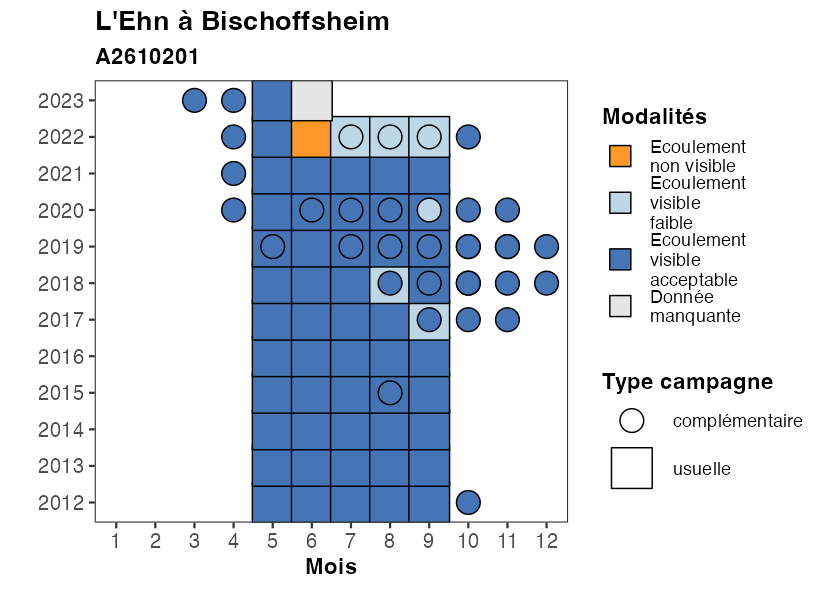 L'Ehn à Bischoffsheim
A2610201
2023
2022
2021
2020
2019
2018
2017
2016
2015
2014
2013
2012
1 2 3 4 5 6 7 8 9 10 11 12
Mois
Modalités
Ecoulement
non visible
Ecoulement
visible
faible
Ecoulement
visible
acceptable
Donnée
manquante
Type campagne
complémentaire
usuelle